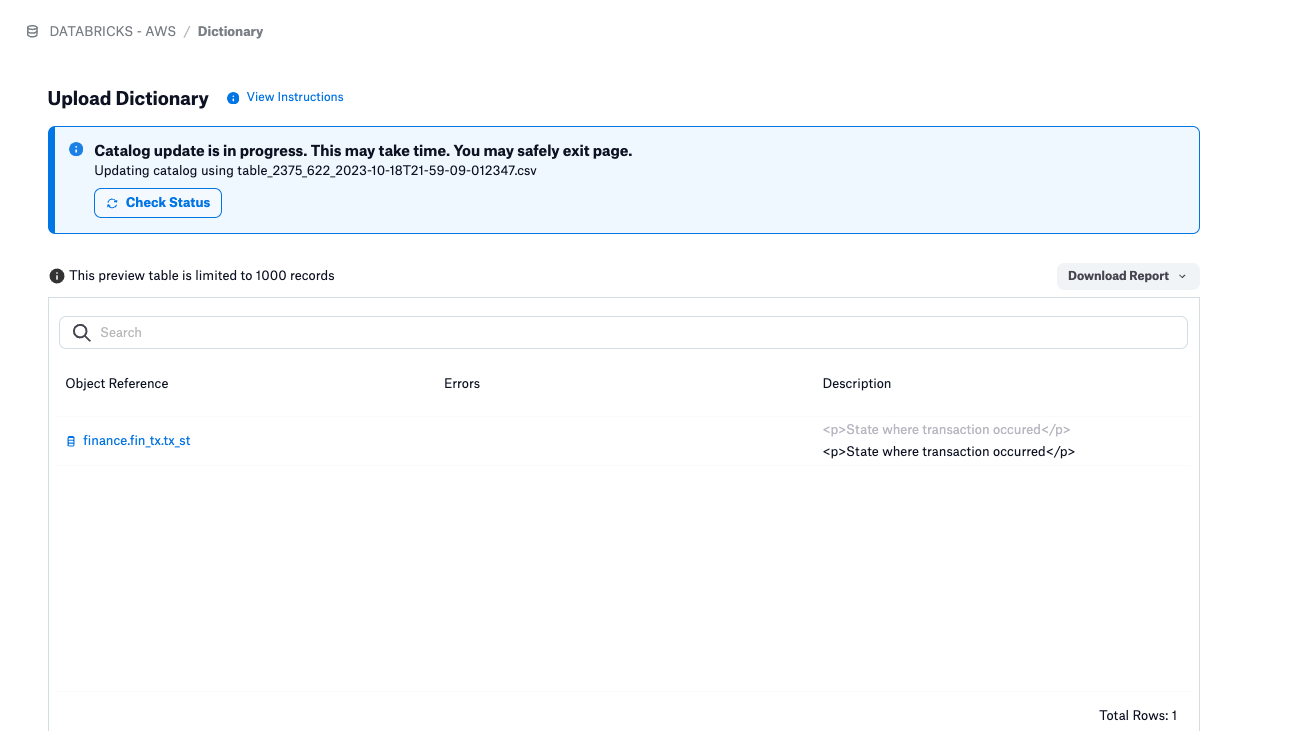 DATABRICKS - AWS / Dictionary
Upload Dictionary View Instructions
Catalog update is in progress. This may take time. You may safely exit page.
Updating catalog using table_2375_622_2023-10-18T21-59-09-012347.csv
Check Status
This preview table is limited to 1000 records Download Report
Search
Object Reference Errors Description
<p>State where transaction occured</p>
finance.fin_tx.tx_st
<p>State where transaction occurred</p>
Total Rows: 1